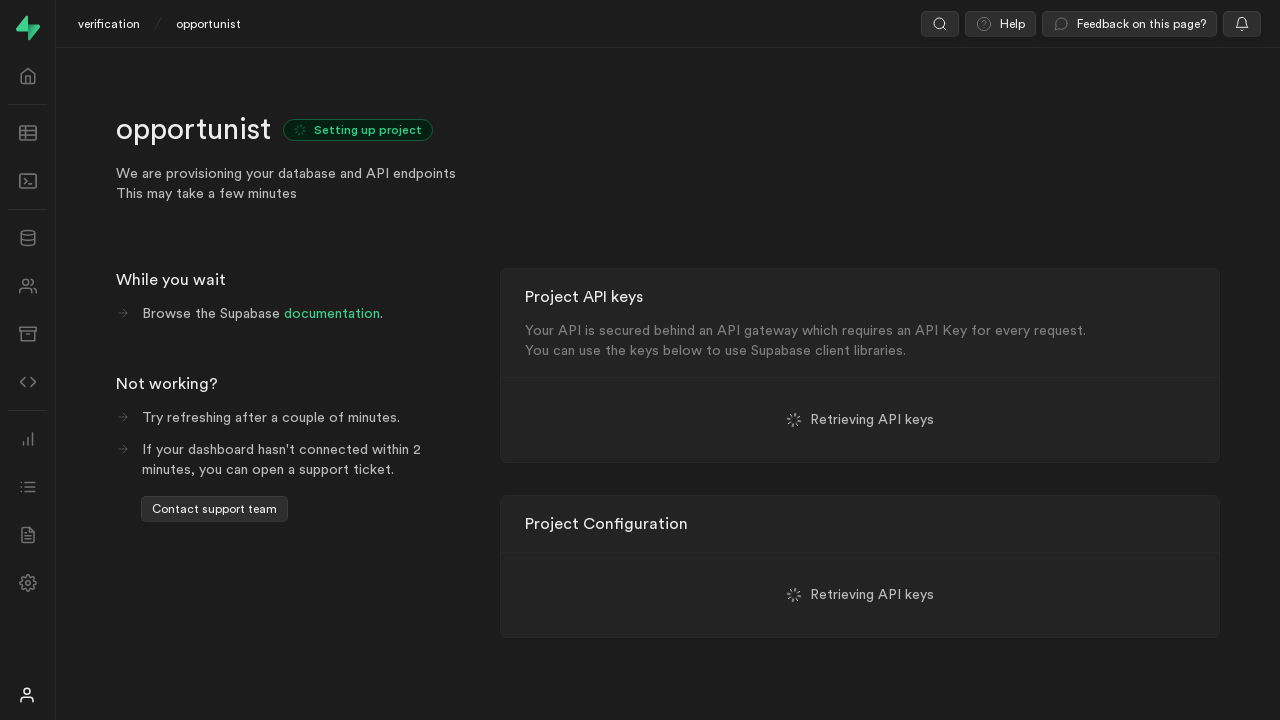 verification / opportunist
Help
Feedback on this page?
opportunist
Setting up project
We are provisioning your database and API endpoints
This may take a few minutes
While you wait
Browse the Supabase documentation.
Not working?
Try refreshing after a couple of minutes.
If your dashboard hasn't connected within 2
minutes, you can open a support ticket.
Contact support team
Project API keys
Your API is secured behind an API gateway which requires an API Key for every request.
You can use the keys below to use Supabase client libraries.
Retrieving API keys
Project Configuration
Retrieving API keys